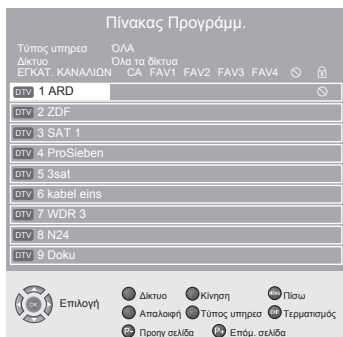 Πίνακας Προγράμμ.
Τύπος υπηρεσ ΌΛΑ
Δίκτυο Όλα τα δίκτυα
ΕΓΚΑΤ. ΚΑΝΑΛΙΩΝ CA FAV1 FAV2 FAV3 FAV4
DTV 1 ARD
DTV 2 ZDF
DTV 3 SAT 1
DTV 4 ProSieben
DTV 5 3sat
DTV 6 kabel eins
DTV 7 WDR 3
DTV 8 N24
DTV 9 Doku
OK Επιλογή
Δίκτυο Κίνηση MENU Πίσω
Απαλοιφή Τύπος υπηρεσ EXIT Τερματισμός
P- Προηγ σελίδα P+ Επόμ. σελίδα